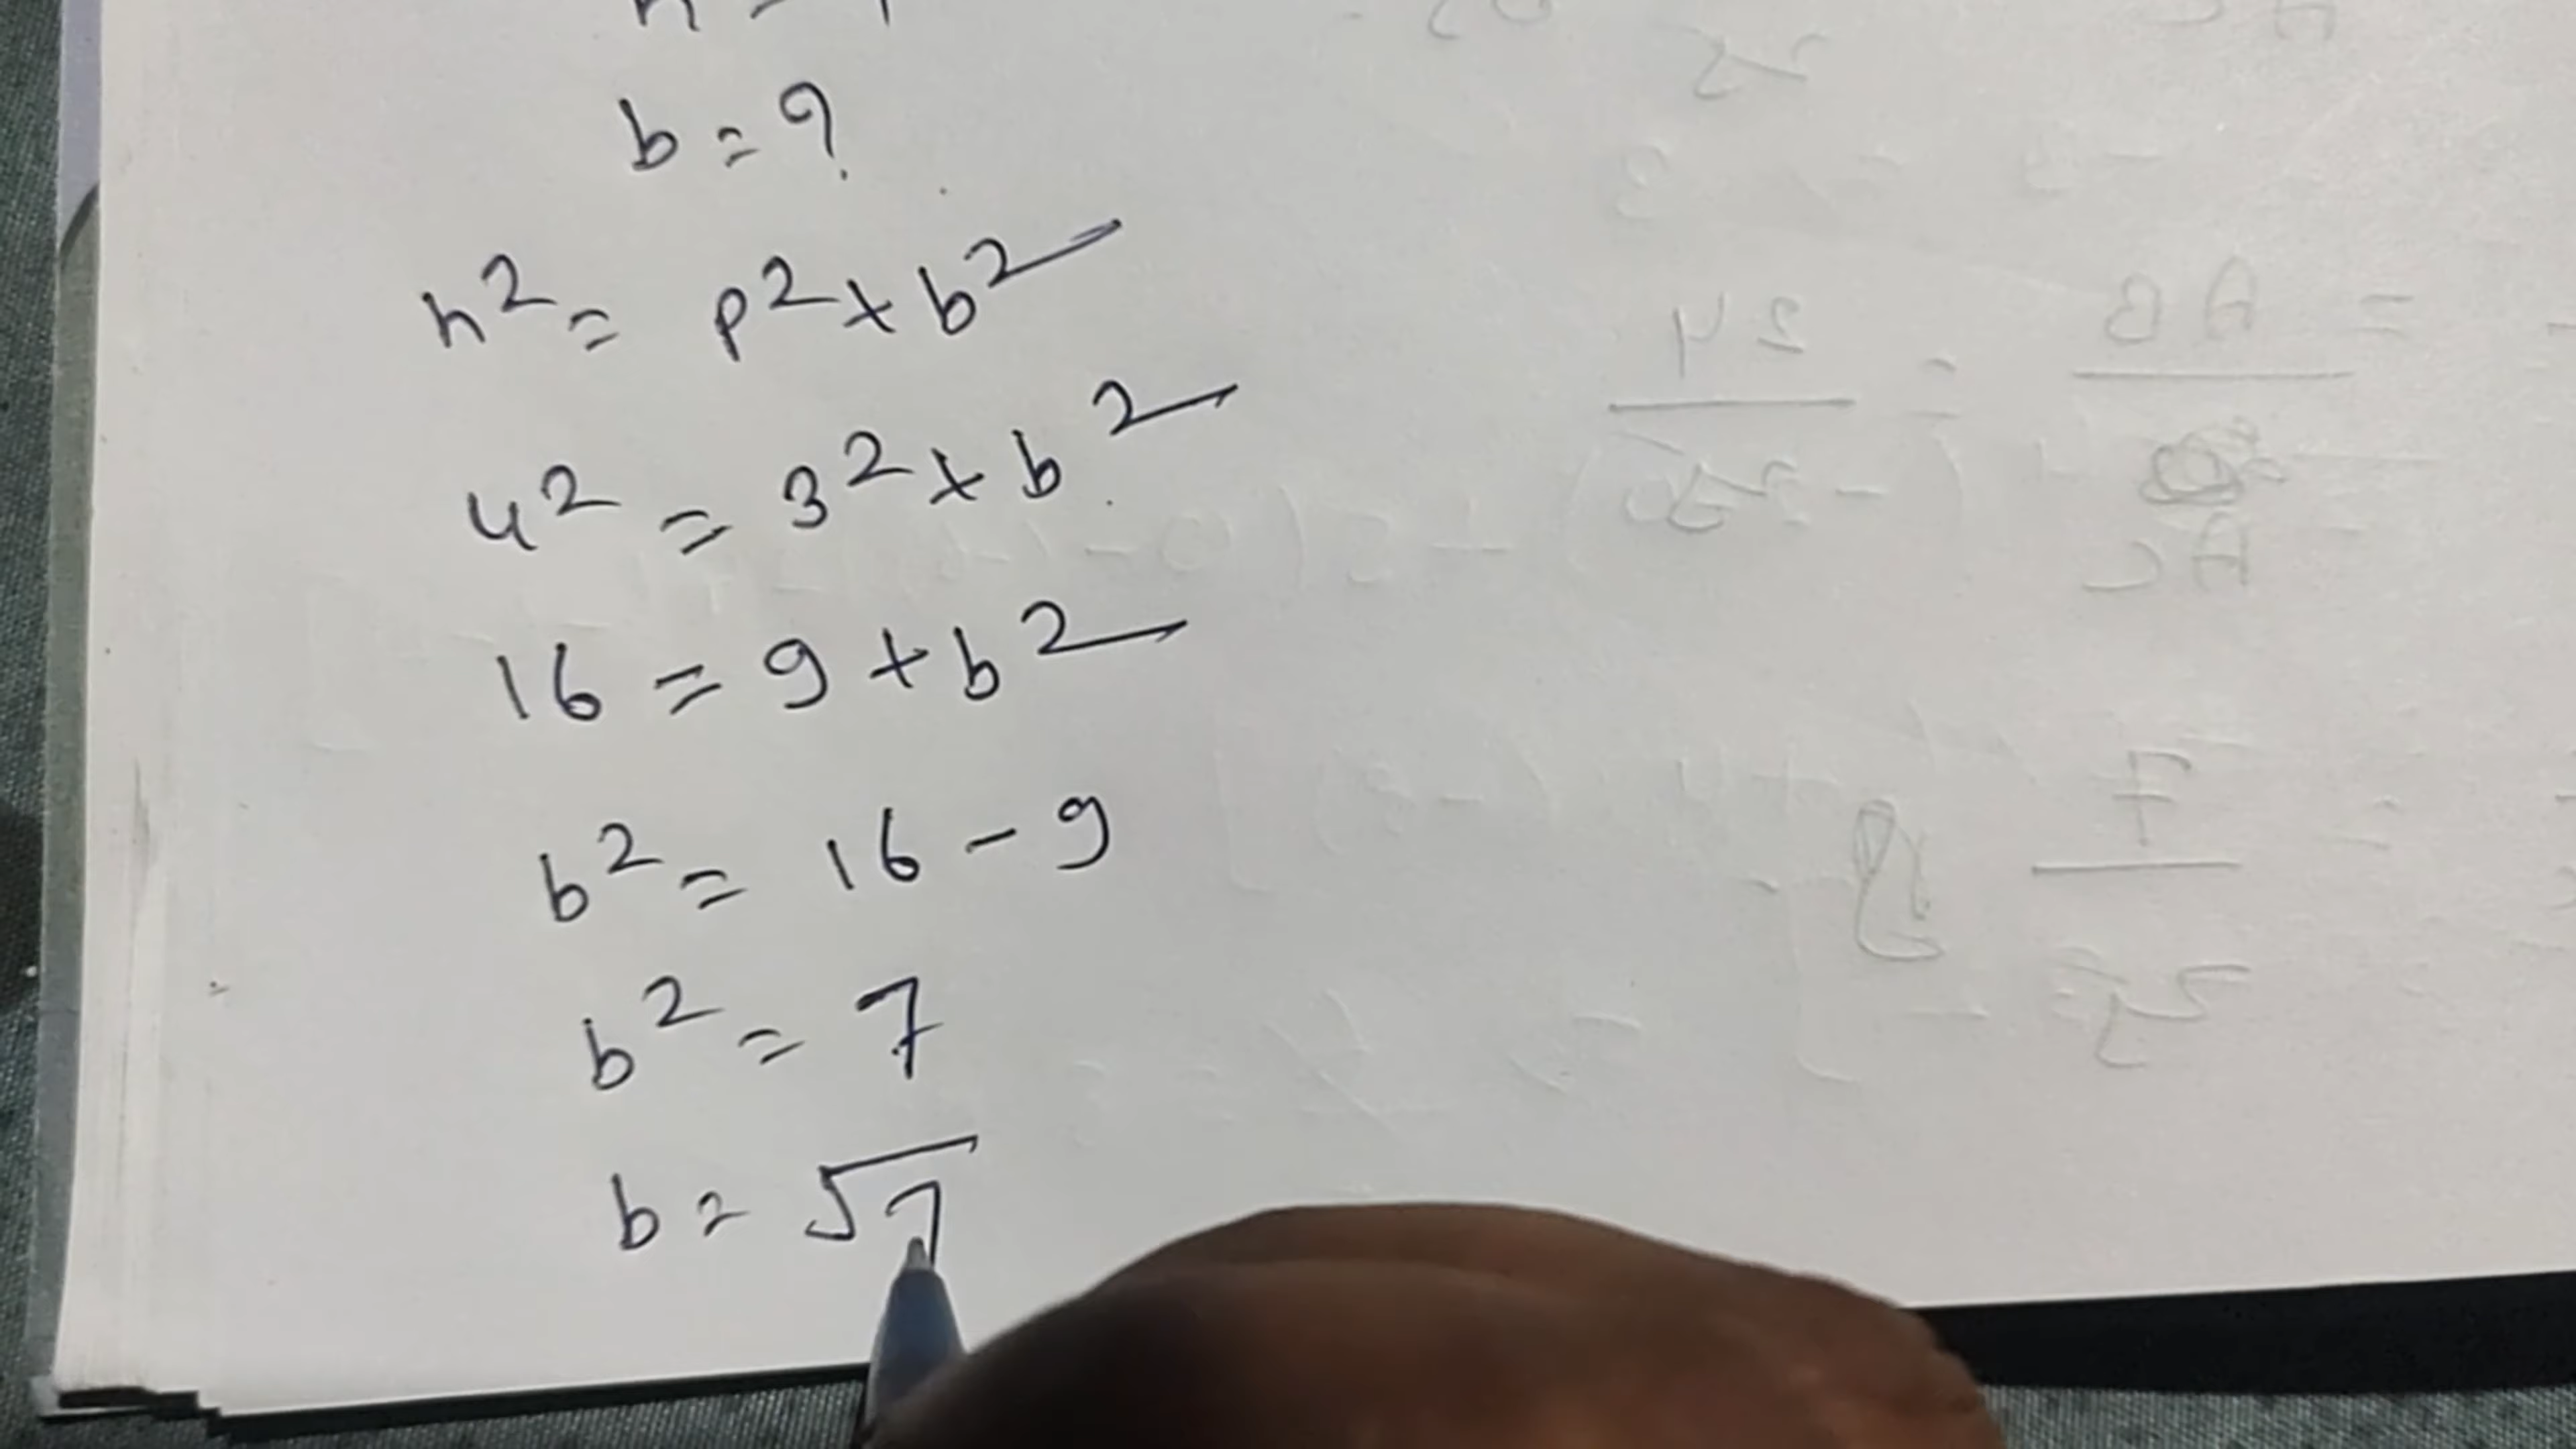 b = ?
h² = p² + b²
4² = 3² + b²
16 = 9 + b²
b² = 16 - 9
b² = 7
b = √7